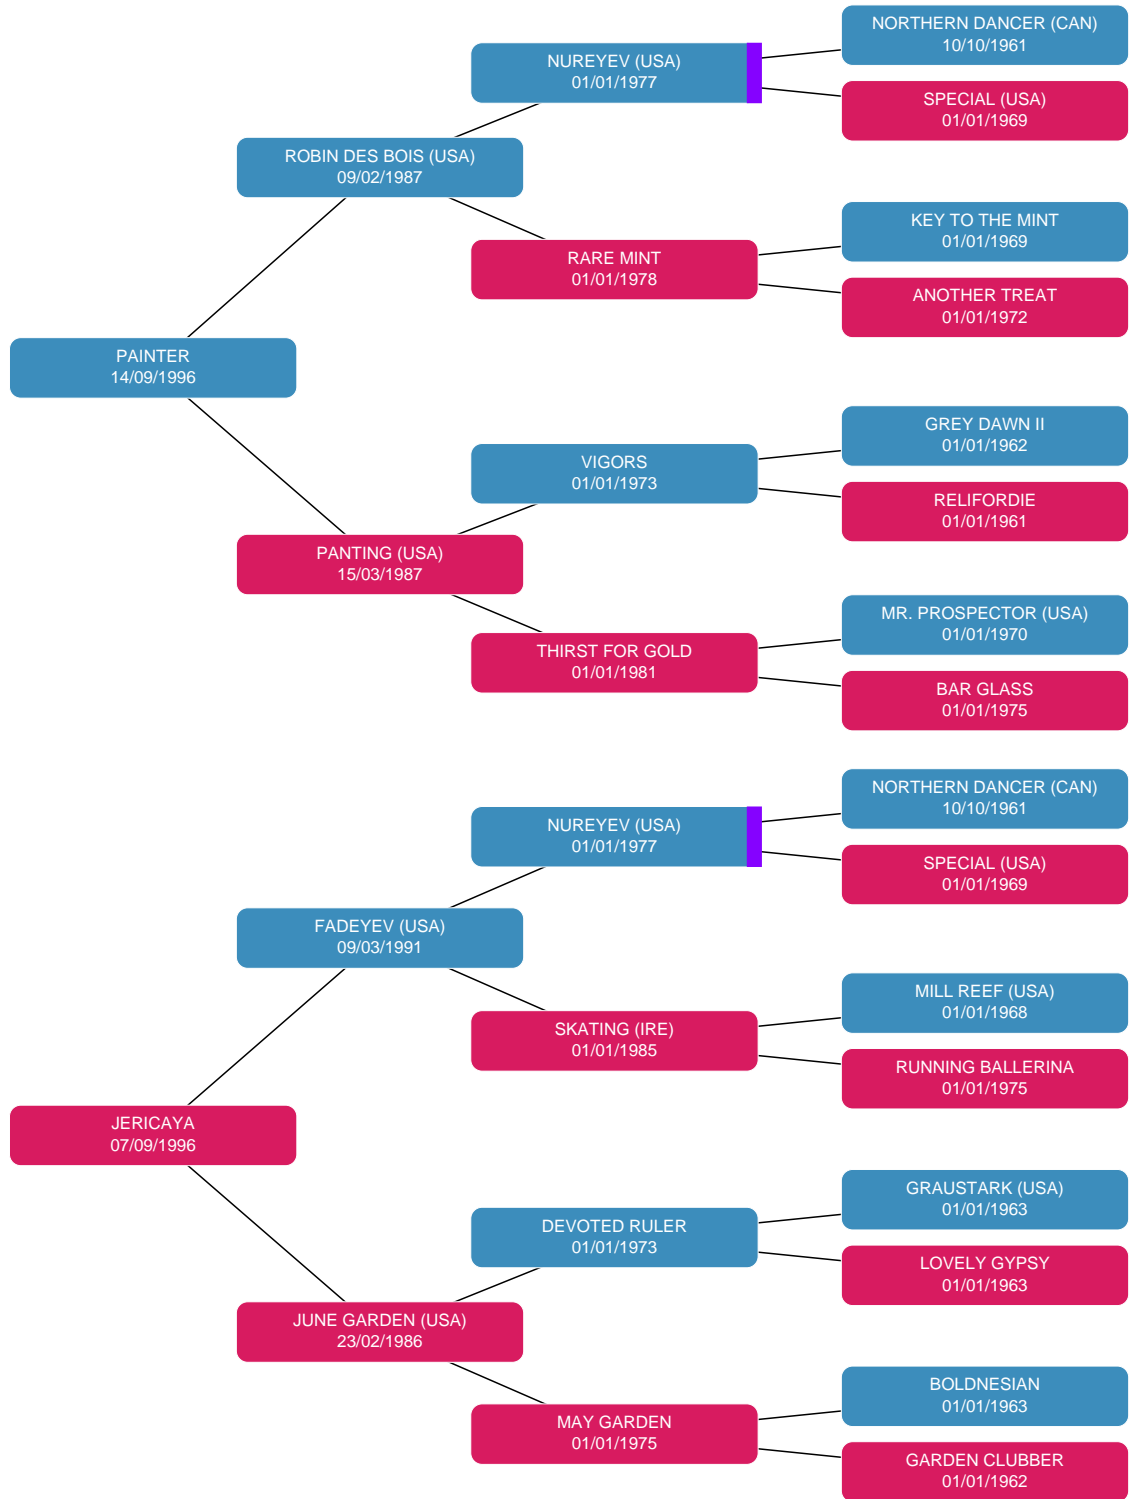 NORTHERN DANCER (CAN)
10/10/1961
NUREYEV (USA)
01/01/1977
SPECIAL (USA)
01/01/1969
ROBIN DES BOIS (USA)
09/02/1987
KEY TO THE MINT
01/01/1969
RARE MINT
01/01/1978
ANOTHER TREAT
01/01/1972
PAINTER
14/09/1996
GREY DAWN II
01/01/1962
VIGORS
01/01/1973
RELIFORDIE
01/01/1961
PANTING (USA)
15/03/1987
MR. PROSPECTOR (USA)
01/01/1970
THIRST FOR GOLD
01/01/1981
BAR GLASS
01/01/1975
NORTHERN DANCER (CAN)
10/10/1961
NUREYEV (USA)
01/01/1977
SPECIAL (USA)
01/01/1969
FADEYEV (USA)
09/03/1991
MILL REEF (USA)
01/01/1968
SKATING (IRE)
01/01/1985
RUNNING BALLERINA
01/01/1975
JERICAYA
07/09/1996
GRAUSTARK (USA)
01/01/1963
DEVOTED RULER
01/01/1973
LOVELY GYPSY
01/01/1963
JUNE GARDEN (USA)
23/02/1986
BOLDNESIAN
01/01/1963
MAY GARDEN
01/01/1975
GARDEN CLUBBER
01/01/1962